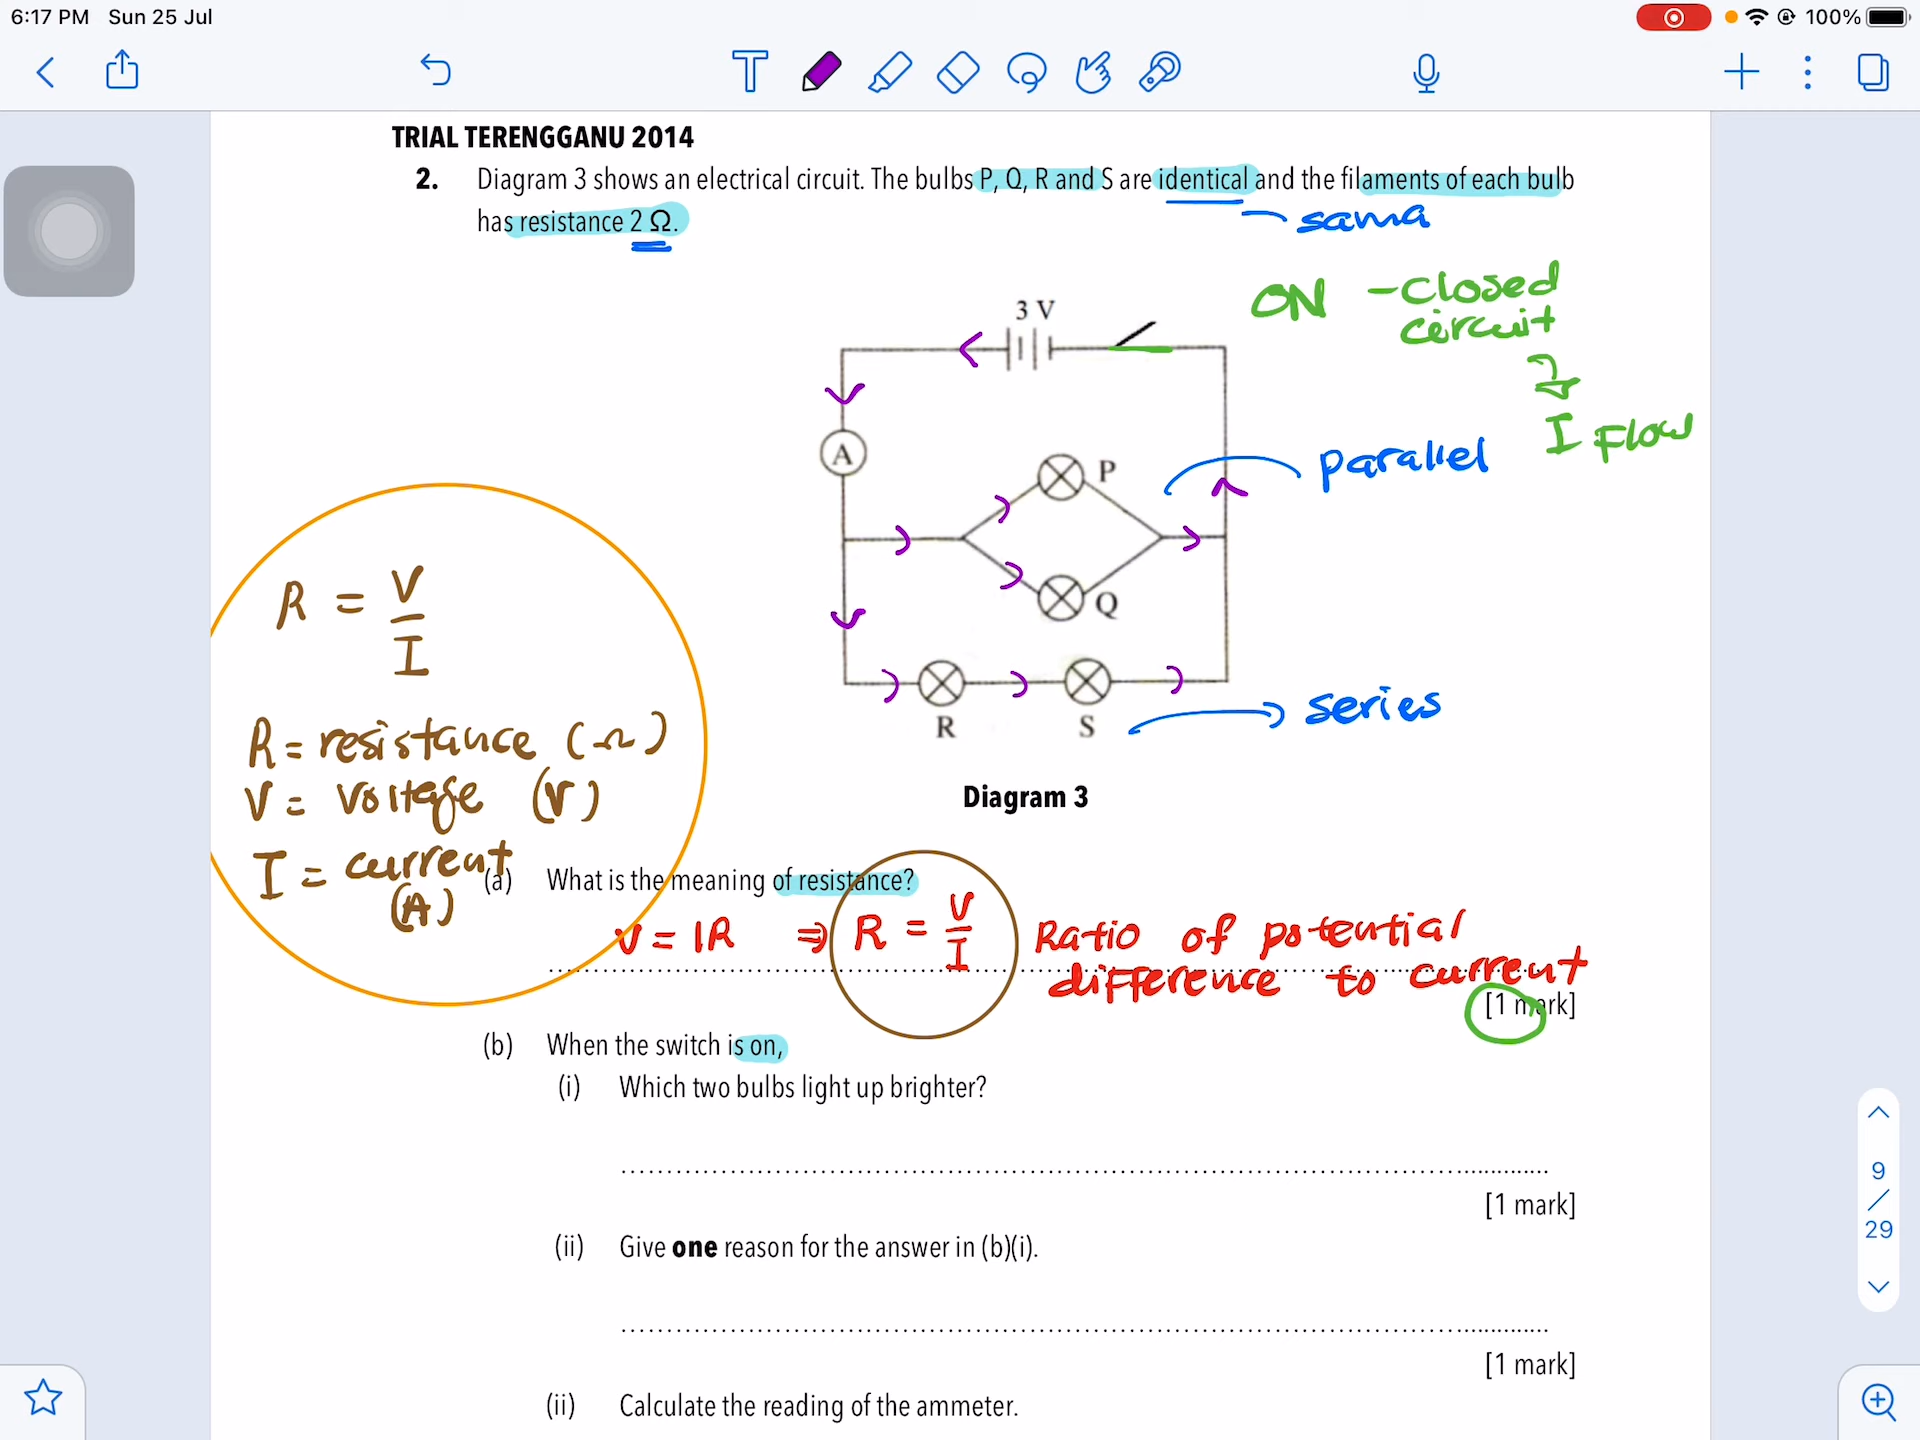 6:17 PM Sun 25 Jul
100%
TRIAL TERENGGANU 2014
2. Diagram 3 shows an electrical circuit. The bulbs P, Q, R and S are identical and the filaments of each bulb
has resistance 2 Ω.
sama
ON - closed
circuit
I flow
3 V
A
P
parallel
Q
R
S
series
Diagram 3
R = V
I
R = resistance (Ω)
V = voltage (V)
I = current
(A)
(a) What is the meaning of resistance?
V = IR ⇒ R = V
I
Ratio of potential
difference to current
[1 mark]
(b) When the switch is on,
(i) Which two bulbs light up brighter?
[1 mark]
(ii) Give one reason for the answer in (b)(i).
[1 mark]
(ii) Calculate the reading of the ammeter.
9
/
29